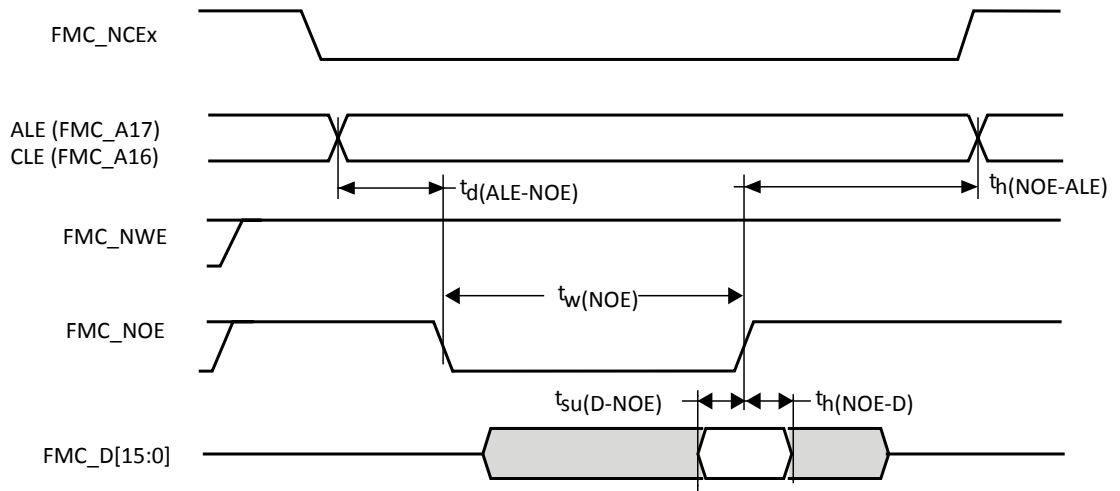 FMC_NCEx
ALE (FMC_A17)
CLE (FMC_A16)
td(ALE-NOE)
th(NOE-ALE)
FMC_NWE
tw(NOE)
FMC_NOE
tsu(D-NOE)
th(NOE-D)
FMC_D[15:0]